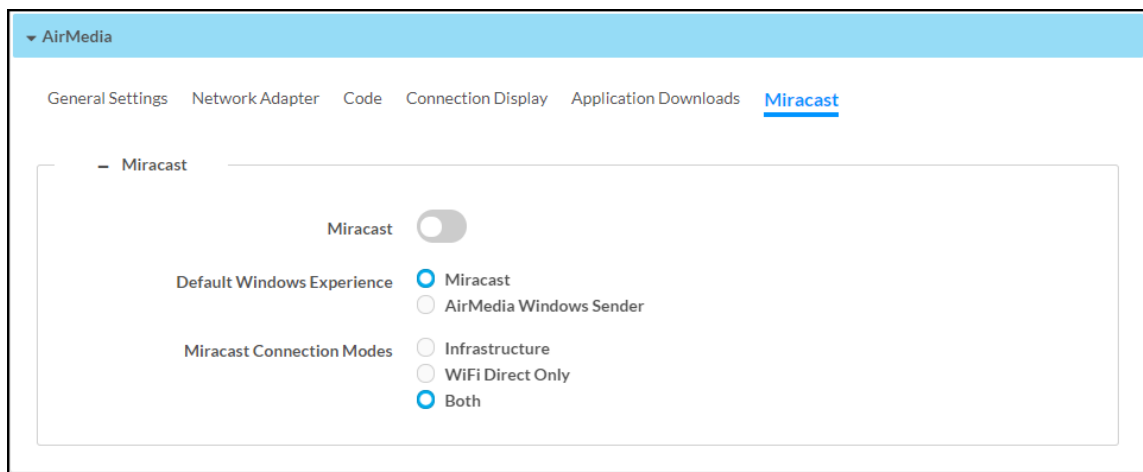 AirMedia
General Settings Network Adapter Code Connection Display Application Downloads Miracast
– Miracast
Miracast
Default Windows Experience Miracast
AirMedia Windows Sender
Miracast Connection Modes Infrastructure
WiFi Direct Only
Both